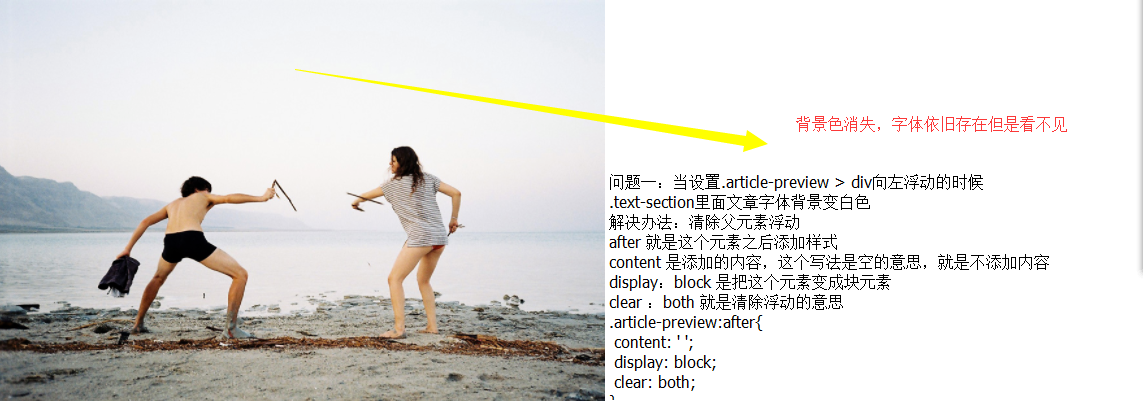 背景色消失，字体依旧存在但是看不见
问题一：当设置.article-preview > div向左浮动的时候
.text-section里面文章字体背景变白色
解决办法：清除父元素浮动
after 就是这个元素之后添加样式
content 是添加的内容，这个写法是空的意思，就是不添加内容
display：block 是把这个元素变成块元素
clear ：both 就是清除浮动的意思
.article-preview:after{
content: ' ';
display: block;
clear: both;
}